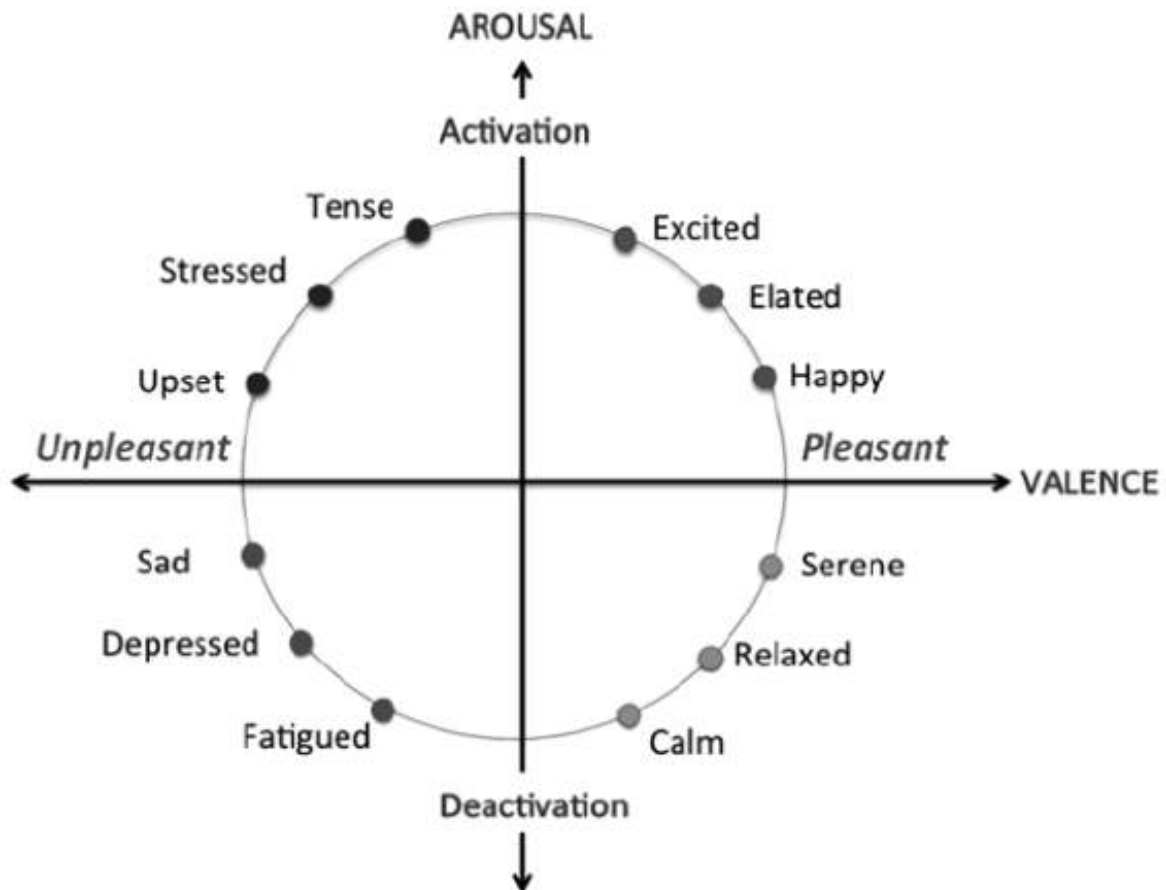 AROUSAL
Activation
Tense
Excited
Stressed
Elated
Upset
Happy
Unpleasant
Pleasant
VALENCE
Sad
Serene
Depressed
Relaxed
Fatigued
Calm
Deactivation